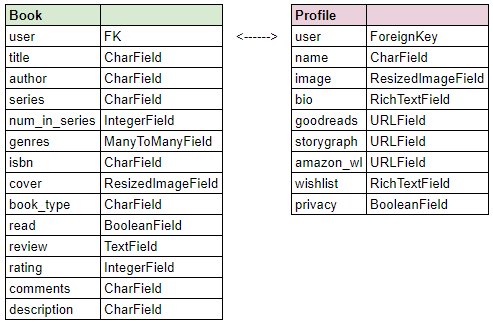 Book
user FK
title CharField
author CharField
series CharField
num_in_series IntegerField
genres ManyToManyField
isbn CharField
cover ResizedImageField
book_type CharField
read BooleanField
review TextField
rating IntegerField
comments CharField
description CharField
<------>
Profile
user ForeignKey
name CharField
image ResizedImageField
bio RichTextField
goodreads URLField
storygraph URLField
amazon_wl URLField
wishlist RichTextField
privacy BooleanField